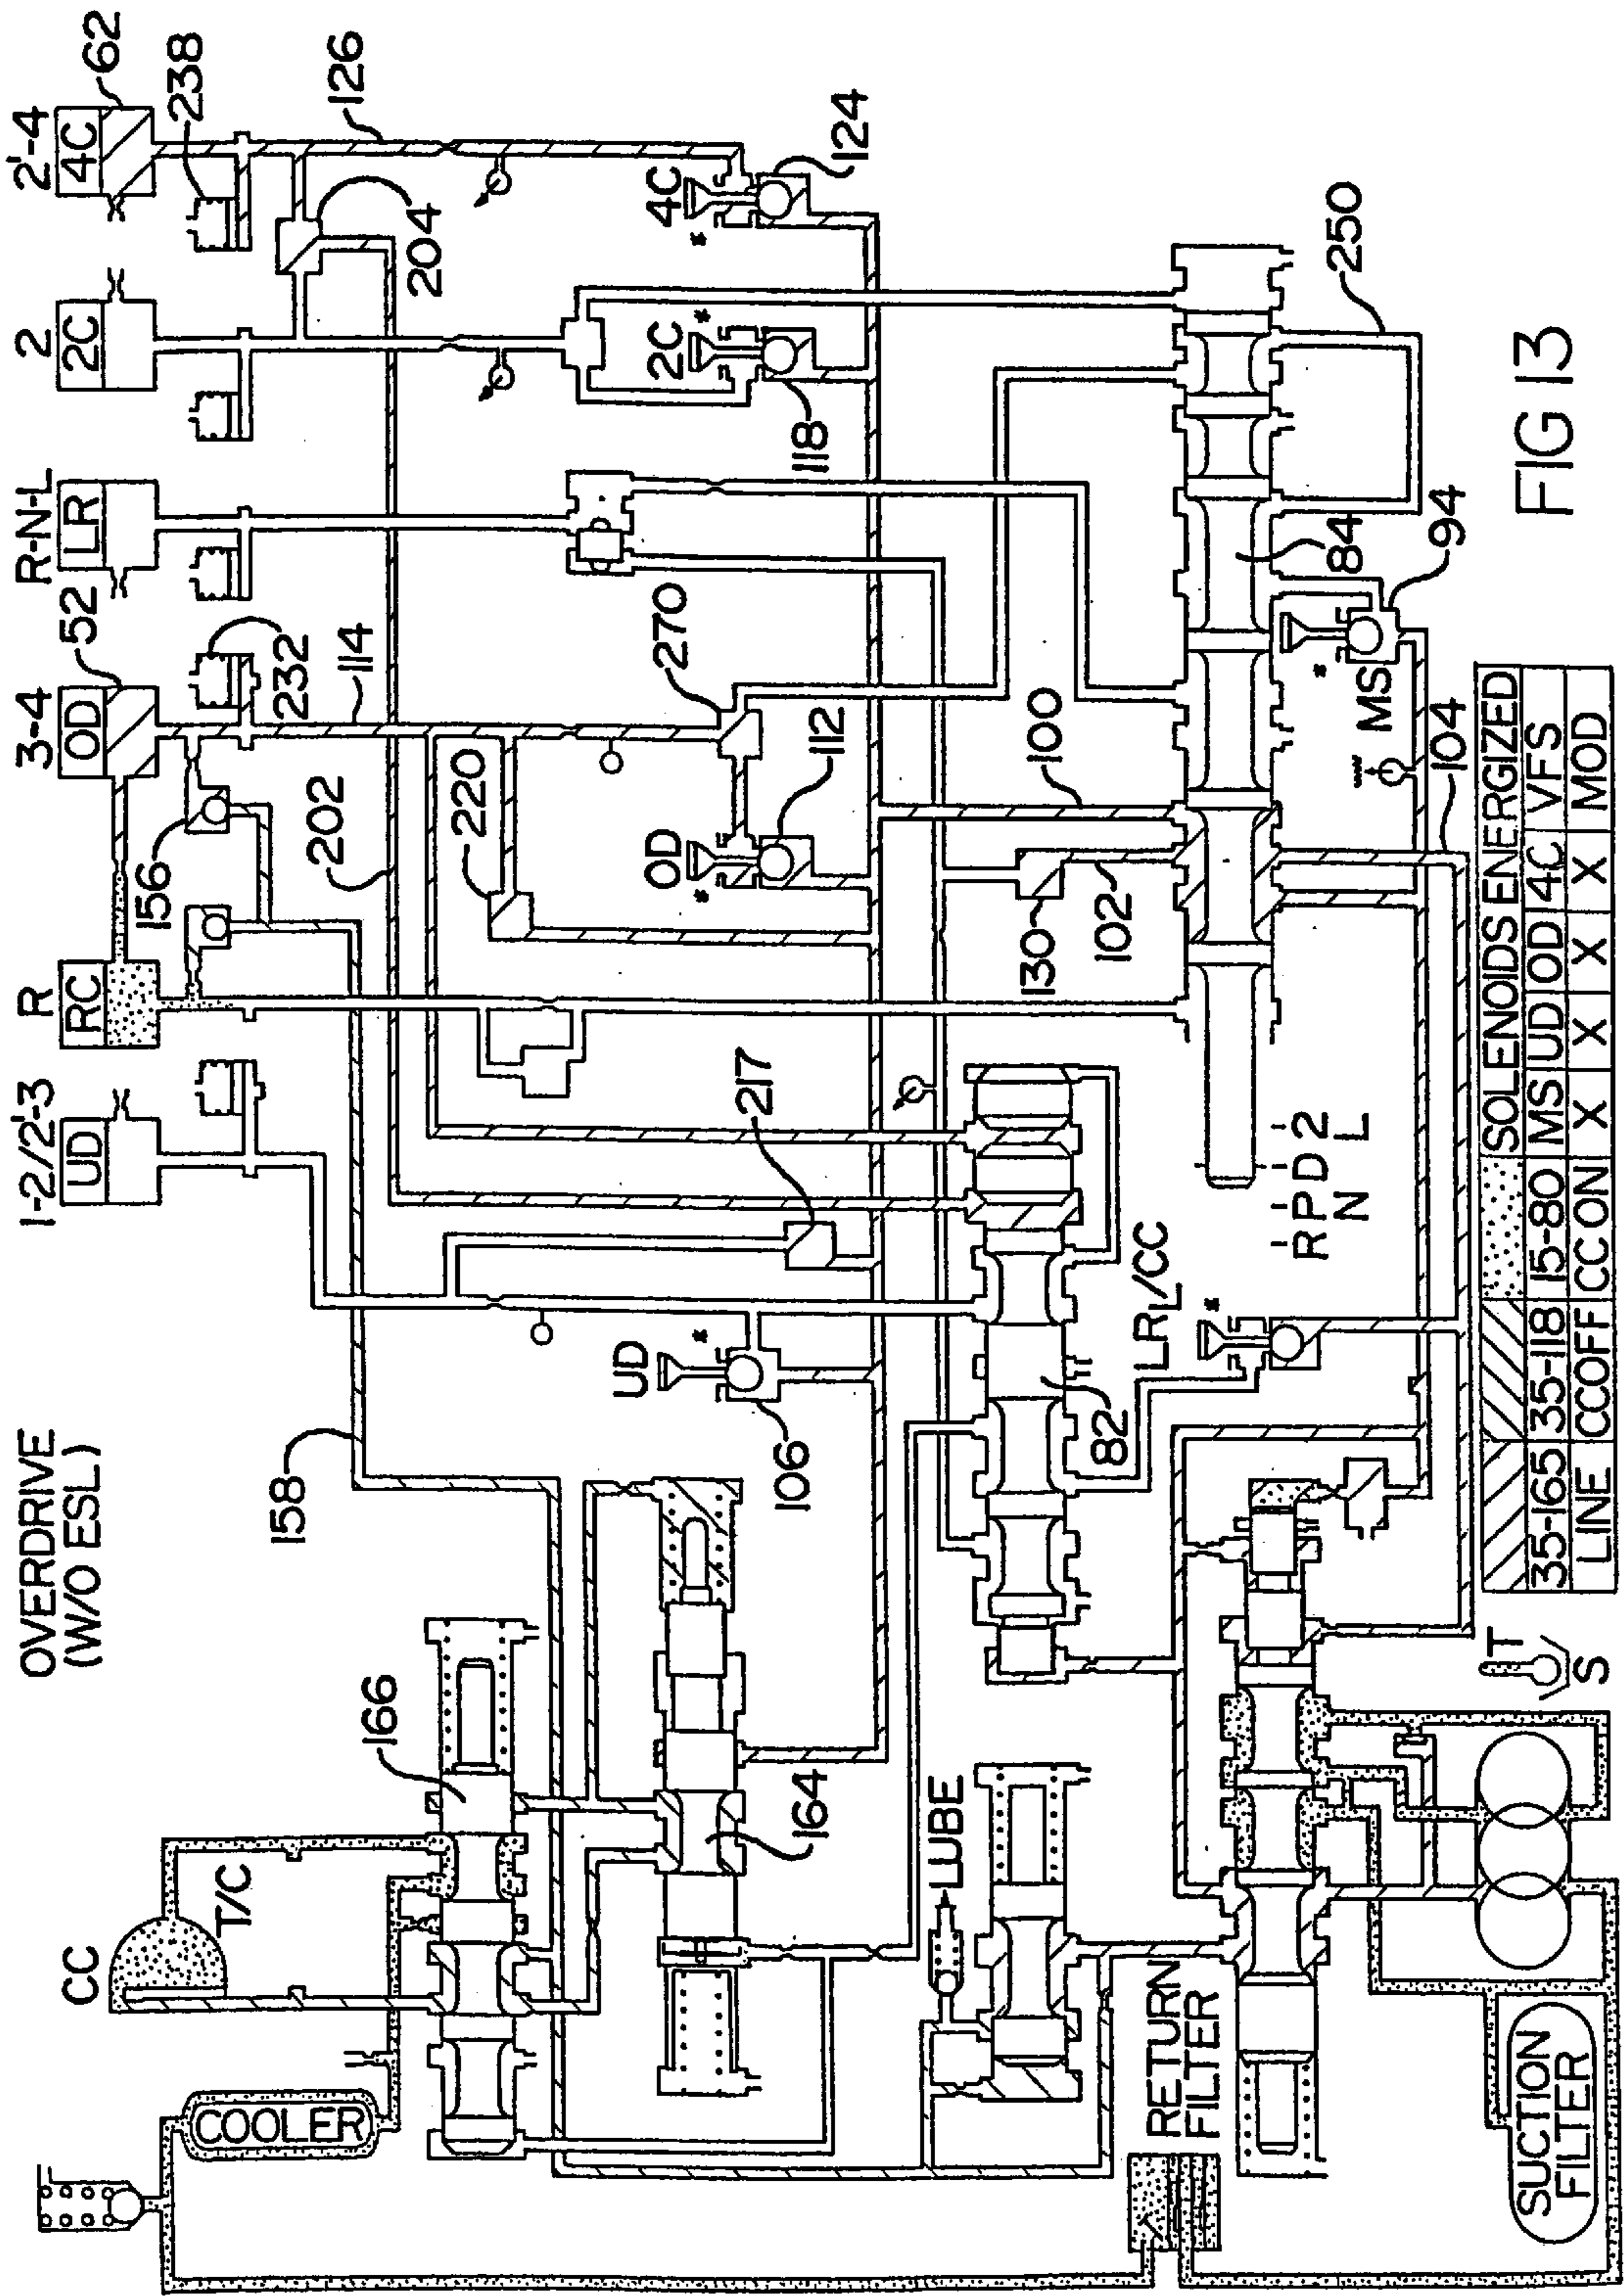 OVERDRIVE
(W/O ESL)
1-2/2'-3
UD
R
RC
3-4
OD
52
R-N-L
LR
2
2C
2'-4
4C
62
238
232
156
114
202
220
270
204
126
158
217
UD
106
OD
112
2C
118
4C
124
COOLER
CC
T/C
166
164
100
102
130
LUBE
82
LRL/CC
R P D 2
N L
84
250
MS
94
104
RETURN
FILTER
SUCTION
FILTER
T
S
SOLENOIDS ENERGIZED
35-165 35-118 15-80 MS UD OD 4C VFS
LINE CCOFF CC ON X X X X MOD
FIG 13